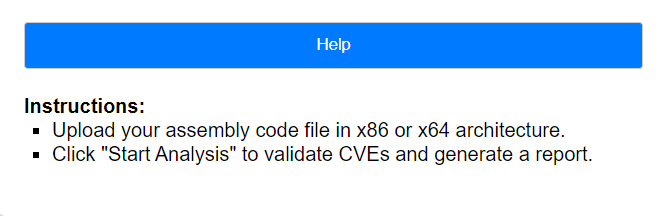 Help
Instructions:
Upload your assembly code file in x86 or x64 architecture.
Click "Start Analysis" to validate CVEs and generate a report.